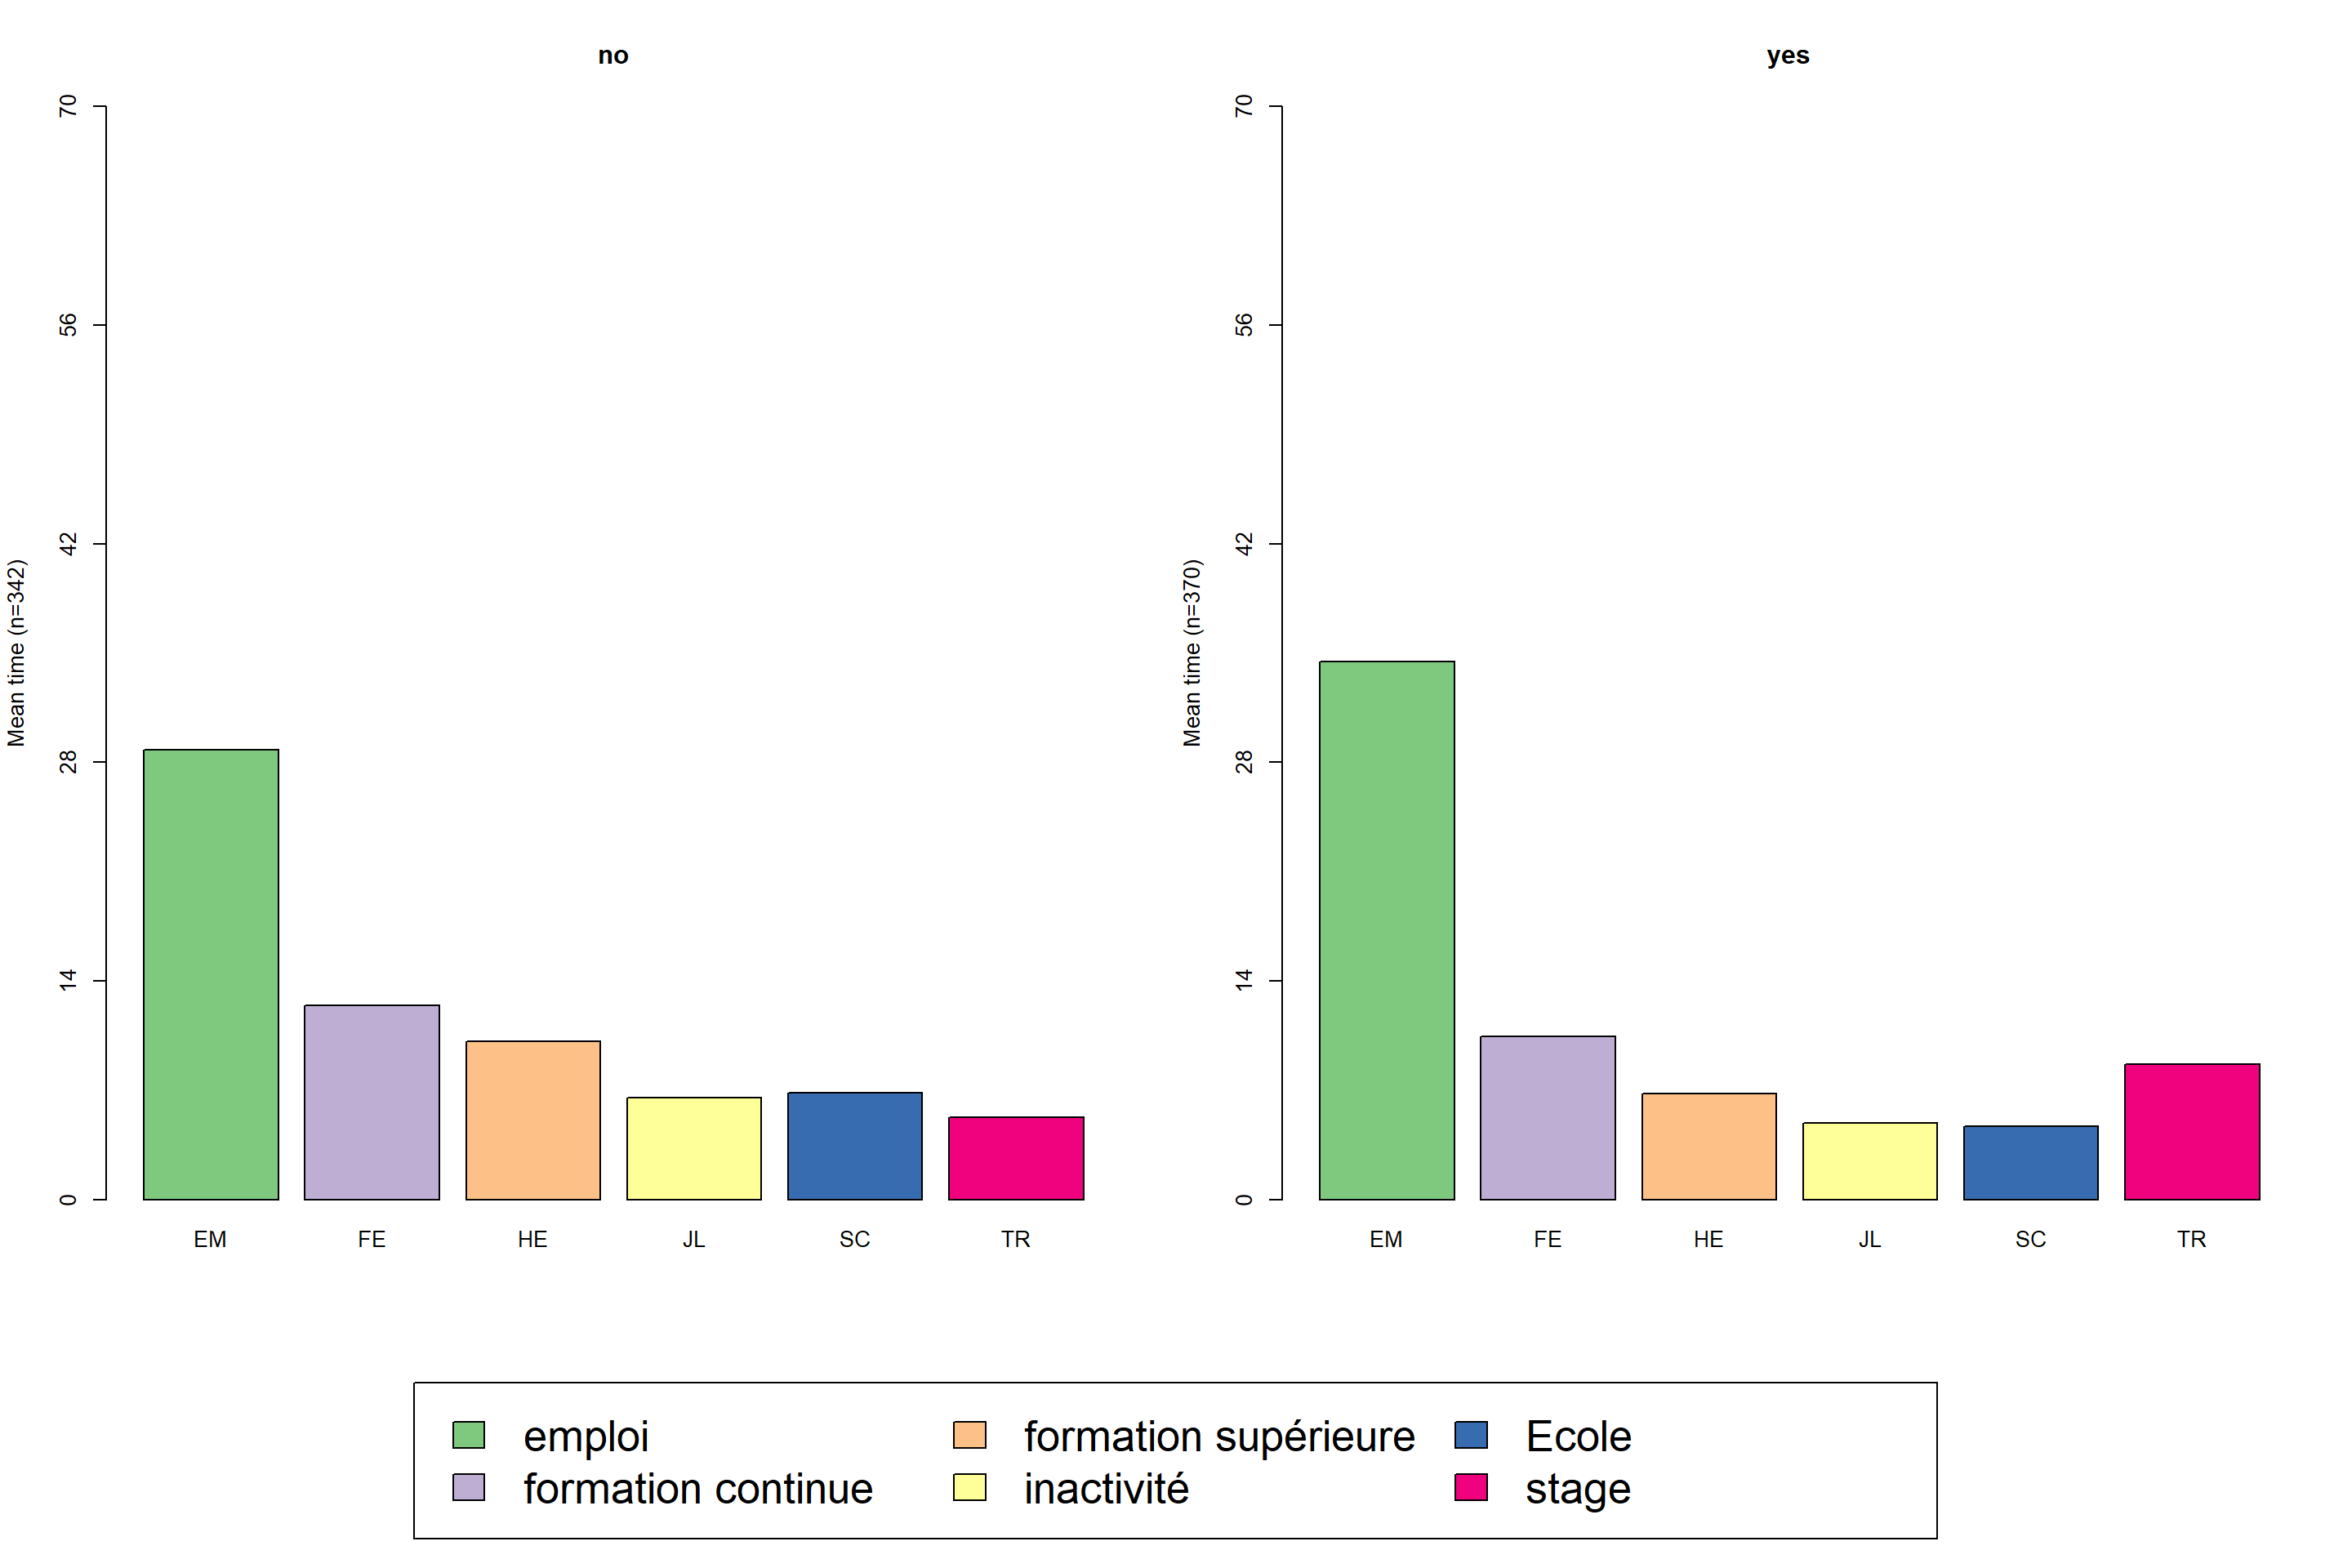 no
70
56
42
28
14
0
Mean time (n=342)
EM FE HE JL SC TR
yes
70
56
42
28
14
0
Mean time (n=370)
EM FE HE JL SC TR
emploi formation supérieure Ecole
formation continue inactivité stage